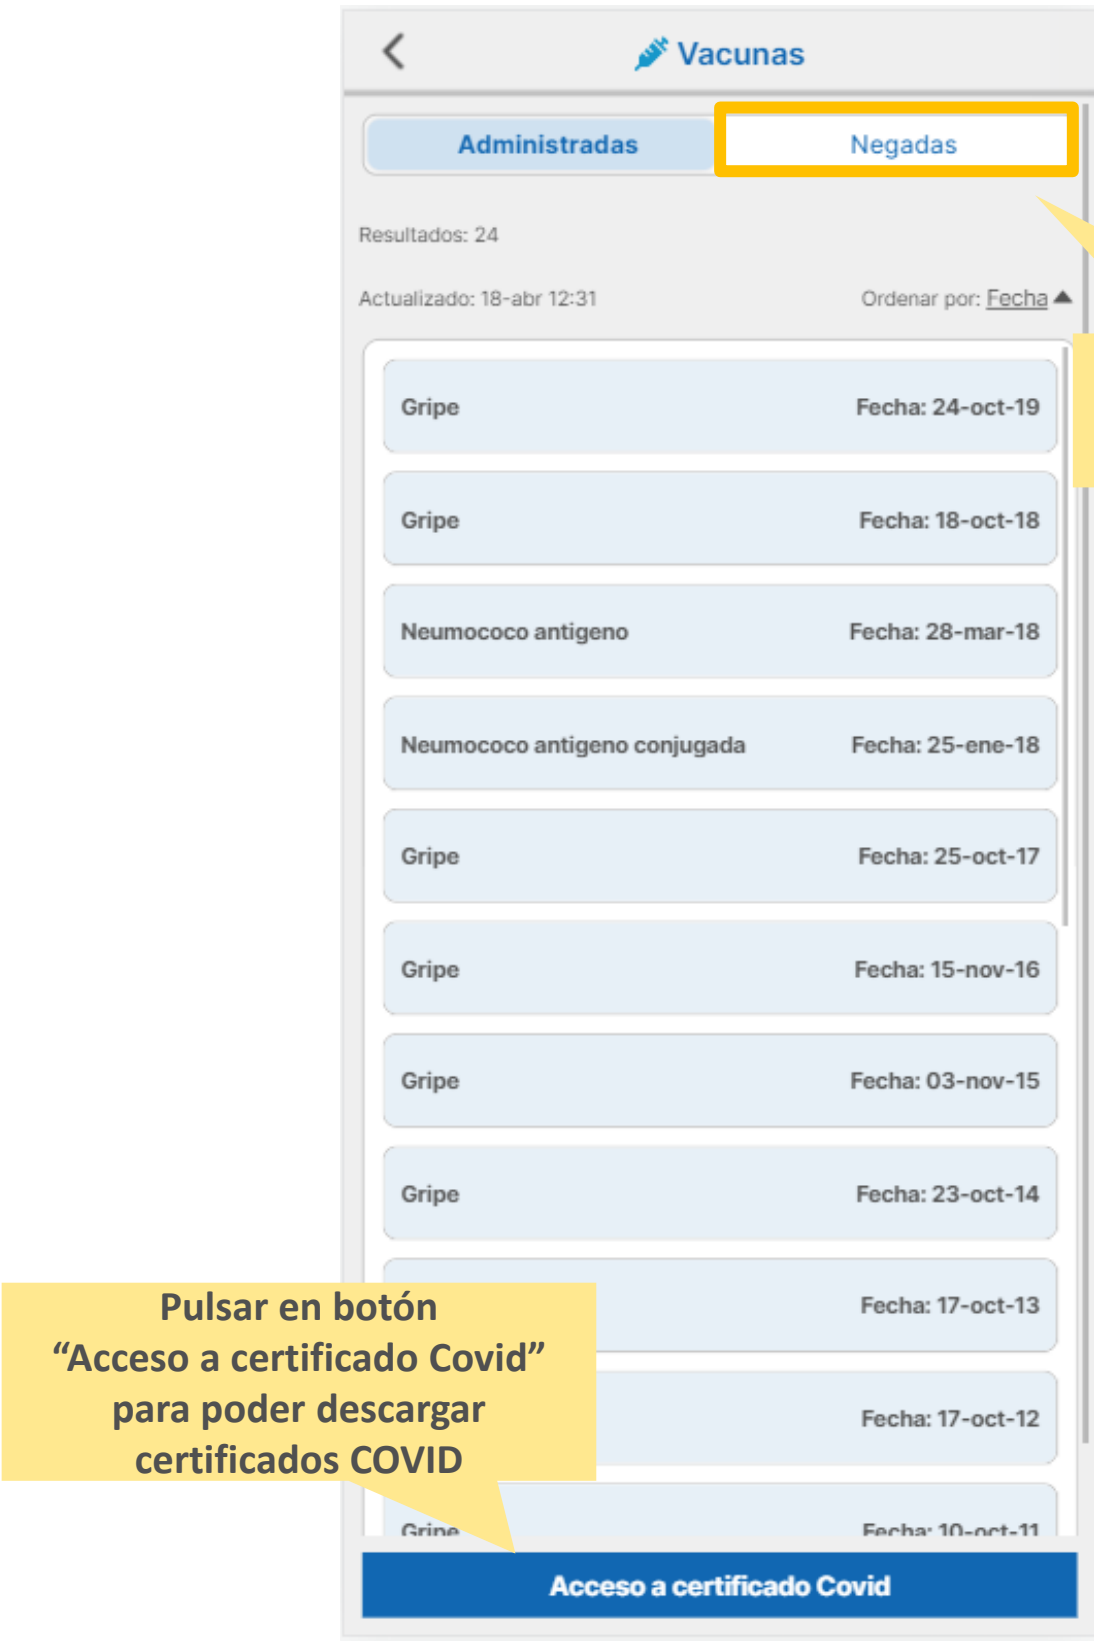 Vacunas
Administradas
Negadas
Resultados: 24
Actualizado: 18-abr 12:31
Ordenar por: Fecha
Gripe Fecha: 24-oct-19
Gripe Fecha: 18-oct-18
Neumococo antigeno Fecha: 28-mar-18
Neumococo antigeno conjugada Fecha: 25-ene-18
Gripe Fecha: 25-oct-17
Gripe Fecha: 15-nov-16
Gripe Fecha: 03-nov-15
Gripe Fecha: 23-oct-14
Fecha: 17-oct-13
Fecha: 17-oct-12
Gripe Fecha: 10-oct-11
Pulsar en botón
“Acceso a certificado Covid”
para poder descargar
certificados COVID
Acceso a certificado Covid